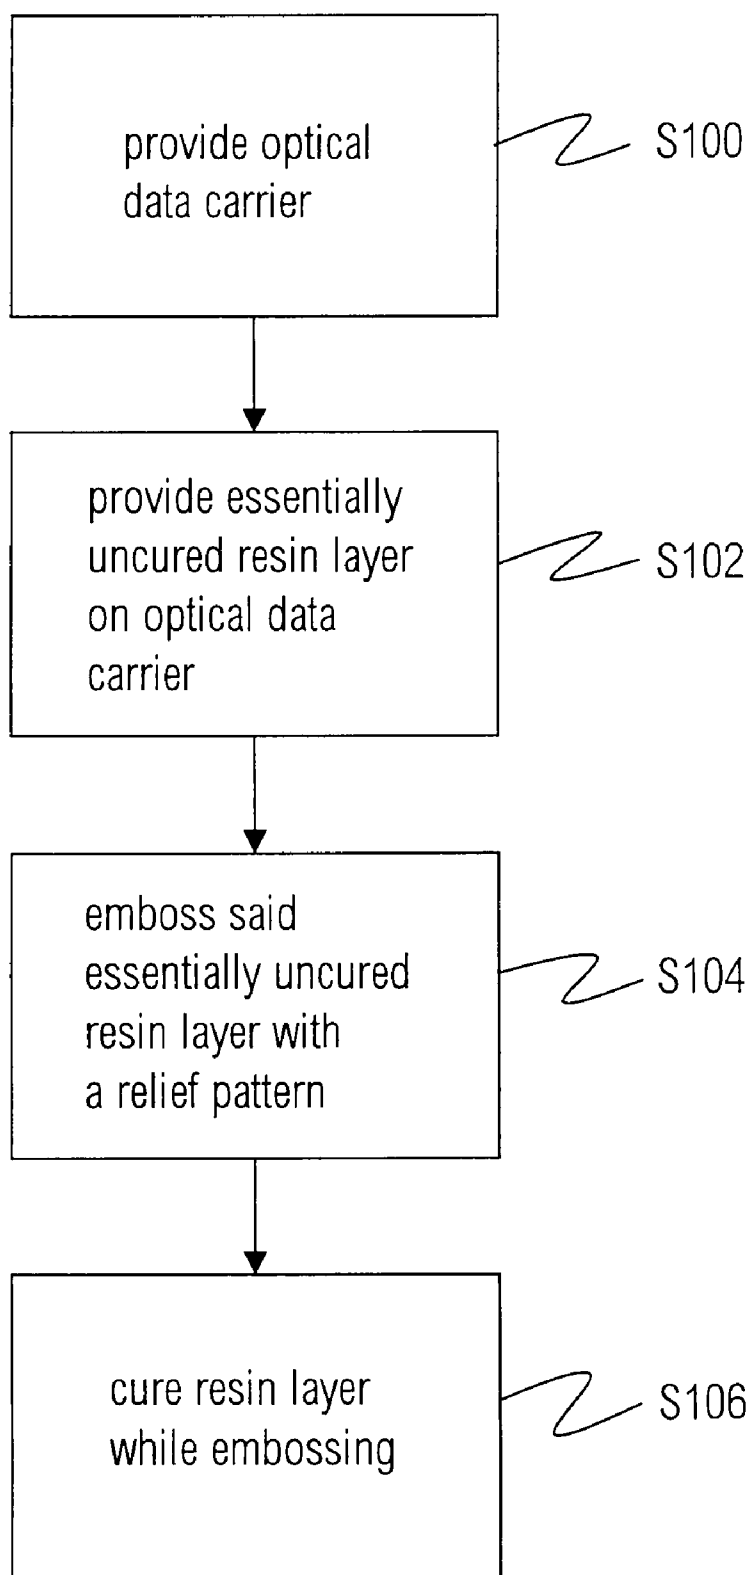 provide optical
data carrier
S100
provide essentially
uncured resin layer
on optical data
carrier
S102
emboss said
essentially uncured
resin layer with
a relief pattern
S104
cure resin layer
while embossing
S106